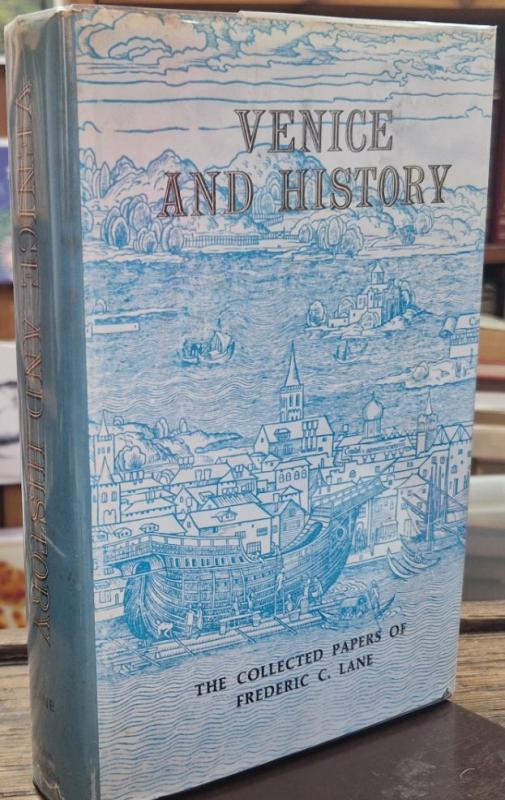 VENICE
AND HISTORY
THE COLLECTED PAPERS OF
FREDERIC C. LANE
VENICE AND HISTORY